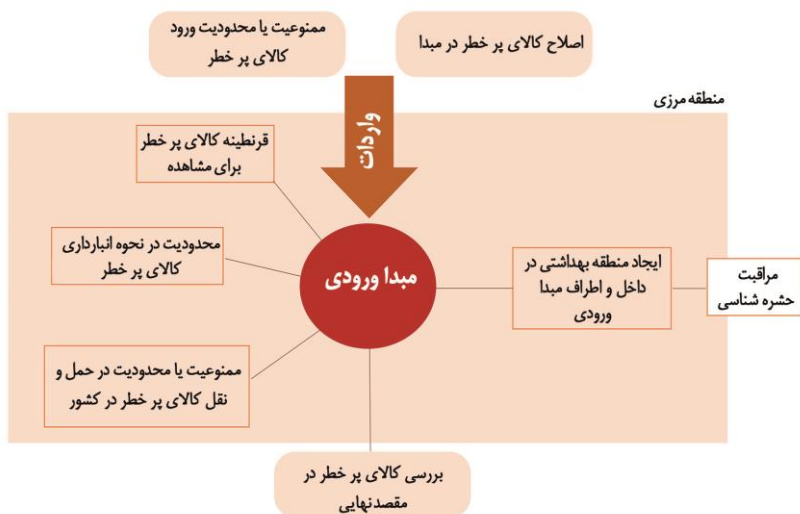 اصلاح کالای پر خطر در مبدا
ممنوعیت یا محدودیت ورود
کالای پر خطر
منطقه مرزی
واردات
قرنطینه کالای پر خطر
برای مشاهده
محدودیت در نحوه انبارداری
کالای پر خطر
مبدا ورودی
ایجاد منطقه بهداشتی در
داخل و اطراف مبدا
ورودی
مراقبت
حشره شناسی
ممنوعیت یا محدودیت در حمل و
نقل کالای پر خطر در کشور
بررسی کالای پر خطر در
مقصدنهایی